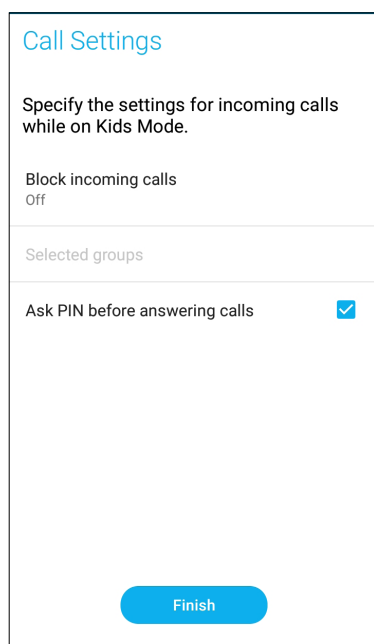 Call Settings
Specify the settings for incoming calls
while on Kids Mode.
Block incoming calls
Off
Selected groups
Ask PIN before answering calls
Finish